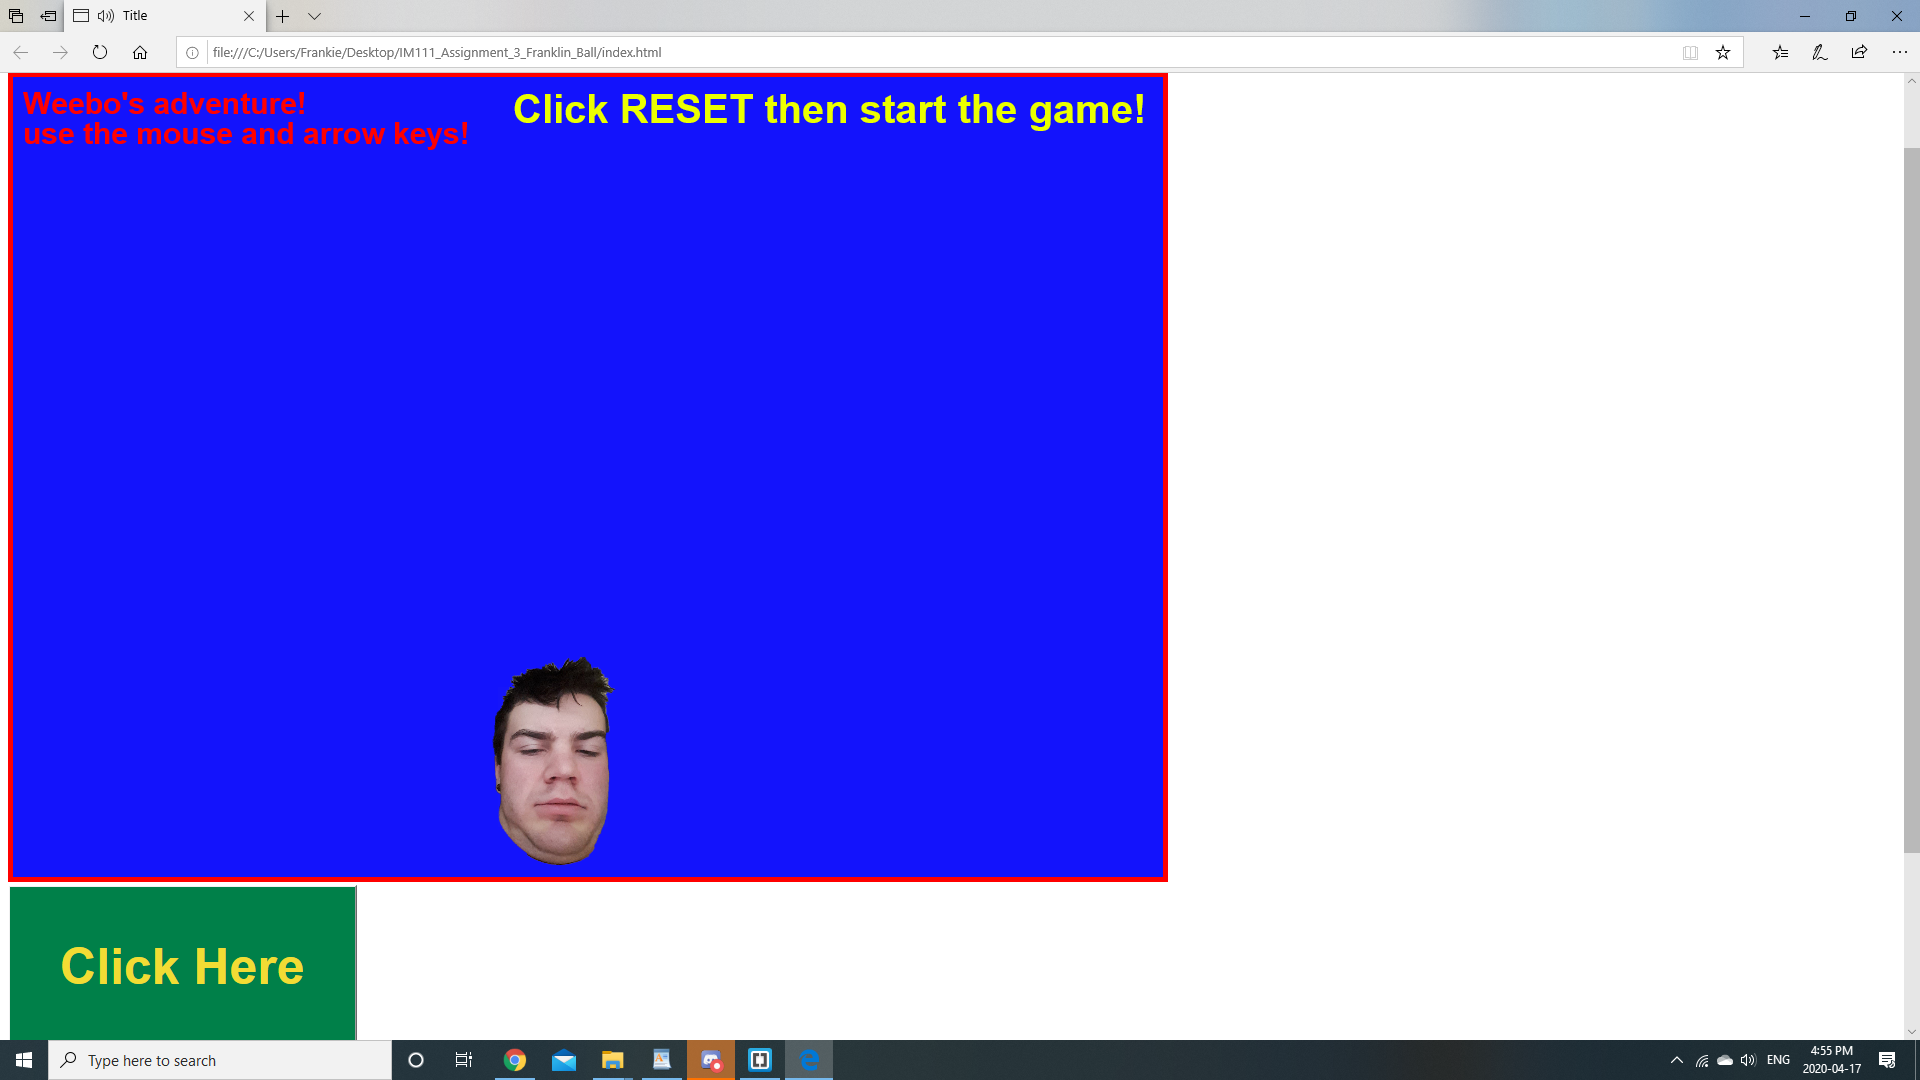 Title
file:///C:/Users/Frankie/Desktop/IM111_Assignment_3_Franklin_Ball/index.html
Weebo's adventure!
use the mouse and arrow keys!
Click RESET then start the game!
Click Here
Type here to search
ENG
4:55 PM
2020-04-17